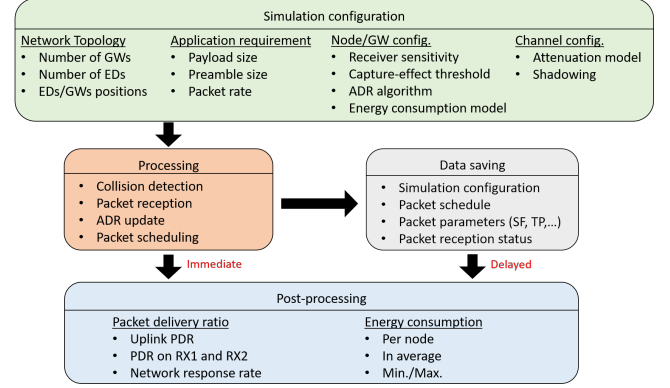 Simulation configuration
Network Topology
• Number of GWs
• Number of EDs
• EDs/GWs positions
Application requirement
• Payload size
• Preamble size
• Packet rate
Node/GW config.
• Receiver sensitivity
• Capture-effect threshold
• ADR algorithm
• Energy consumption model
Channel config.
• Attenuation model
• Shadowing
Processing
• Collision detection
• Packet reception
• ADR update
• Packet scheduling
Data saving
• Simulation configuration
• Packet schedule
• Packet parameters (SF, TP,...)
• Packet reception status
Immediate
Delayed
Post-processing
Packet delivery ratio
• Uplink PDR
• PDR on RX1 and RX2
• Network response rate
Energy consumption
• Per node
• In average
• Min./Max.